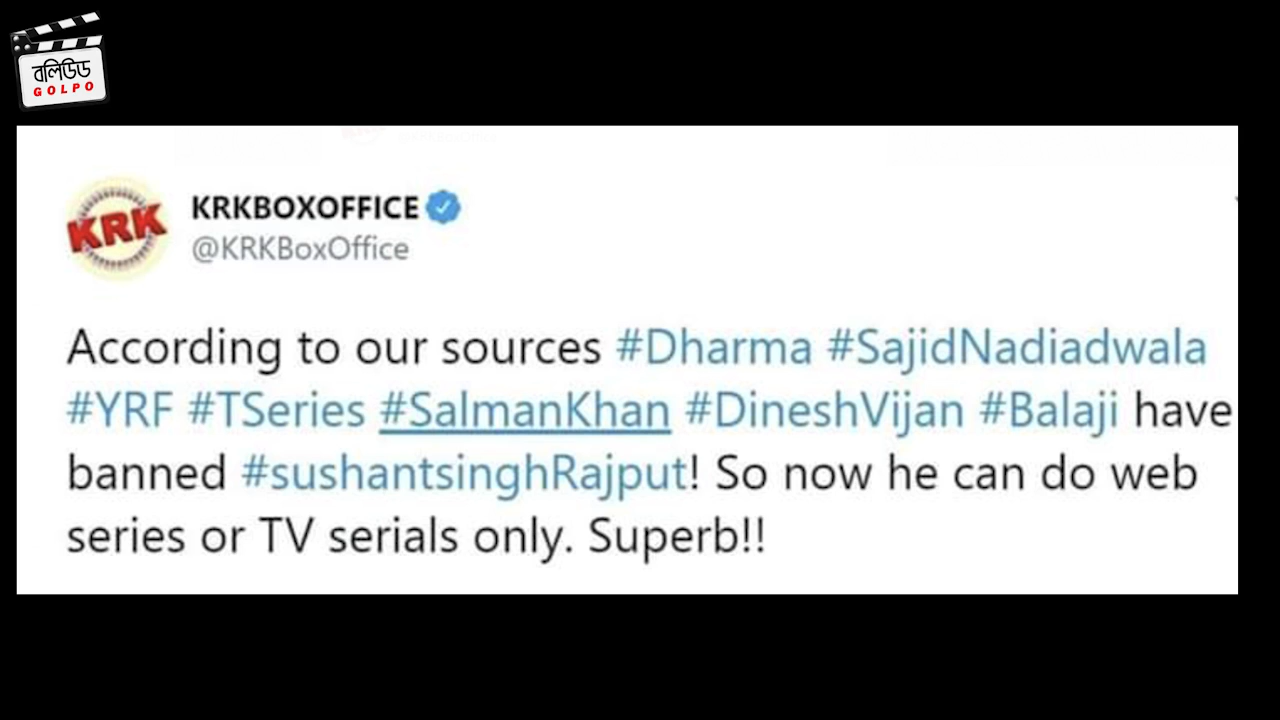 বলিউড
GOLPO
KRK
KRKBOXOFFICE
@KRKBoxOffice
According to our sources #Dharma #SajidNadiadwala
#YRF #TSeries #SalmanKhan #DineshVijan #Balaji have
banned #sushantsinghRajput! So now he can do web
series or TV serials only. Superb!!